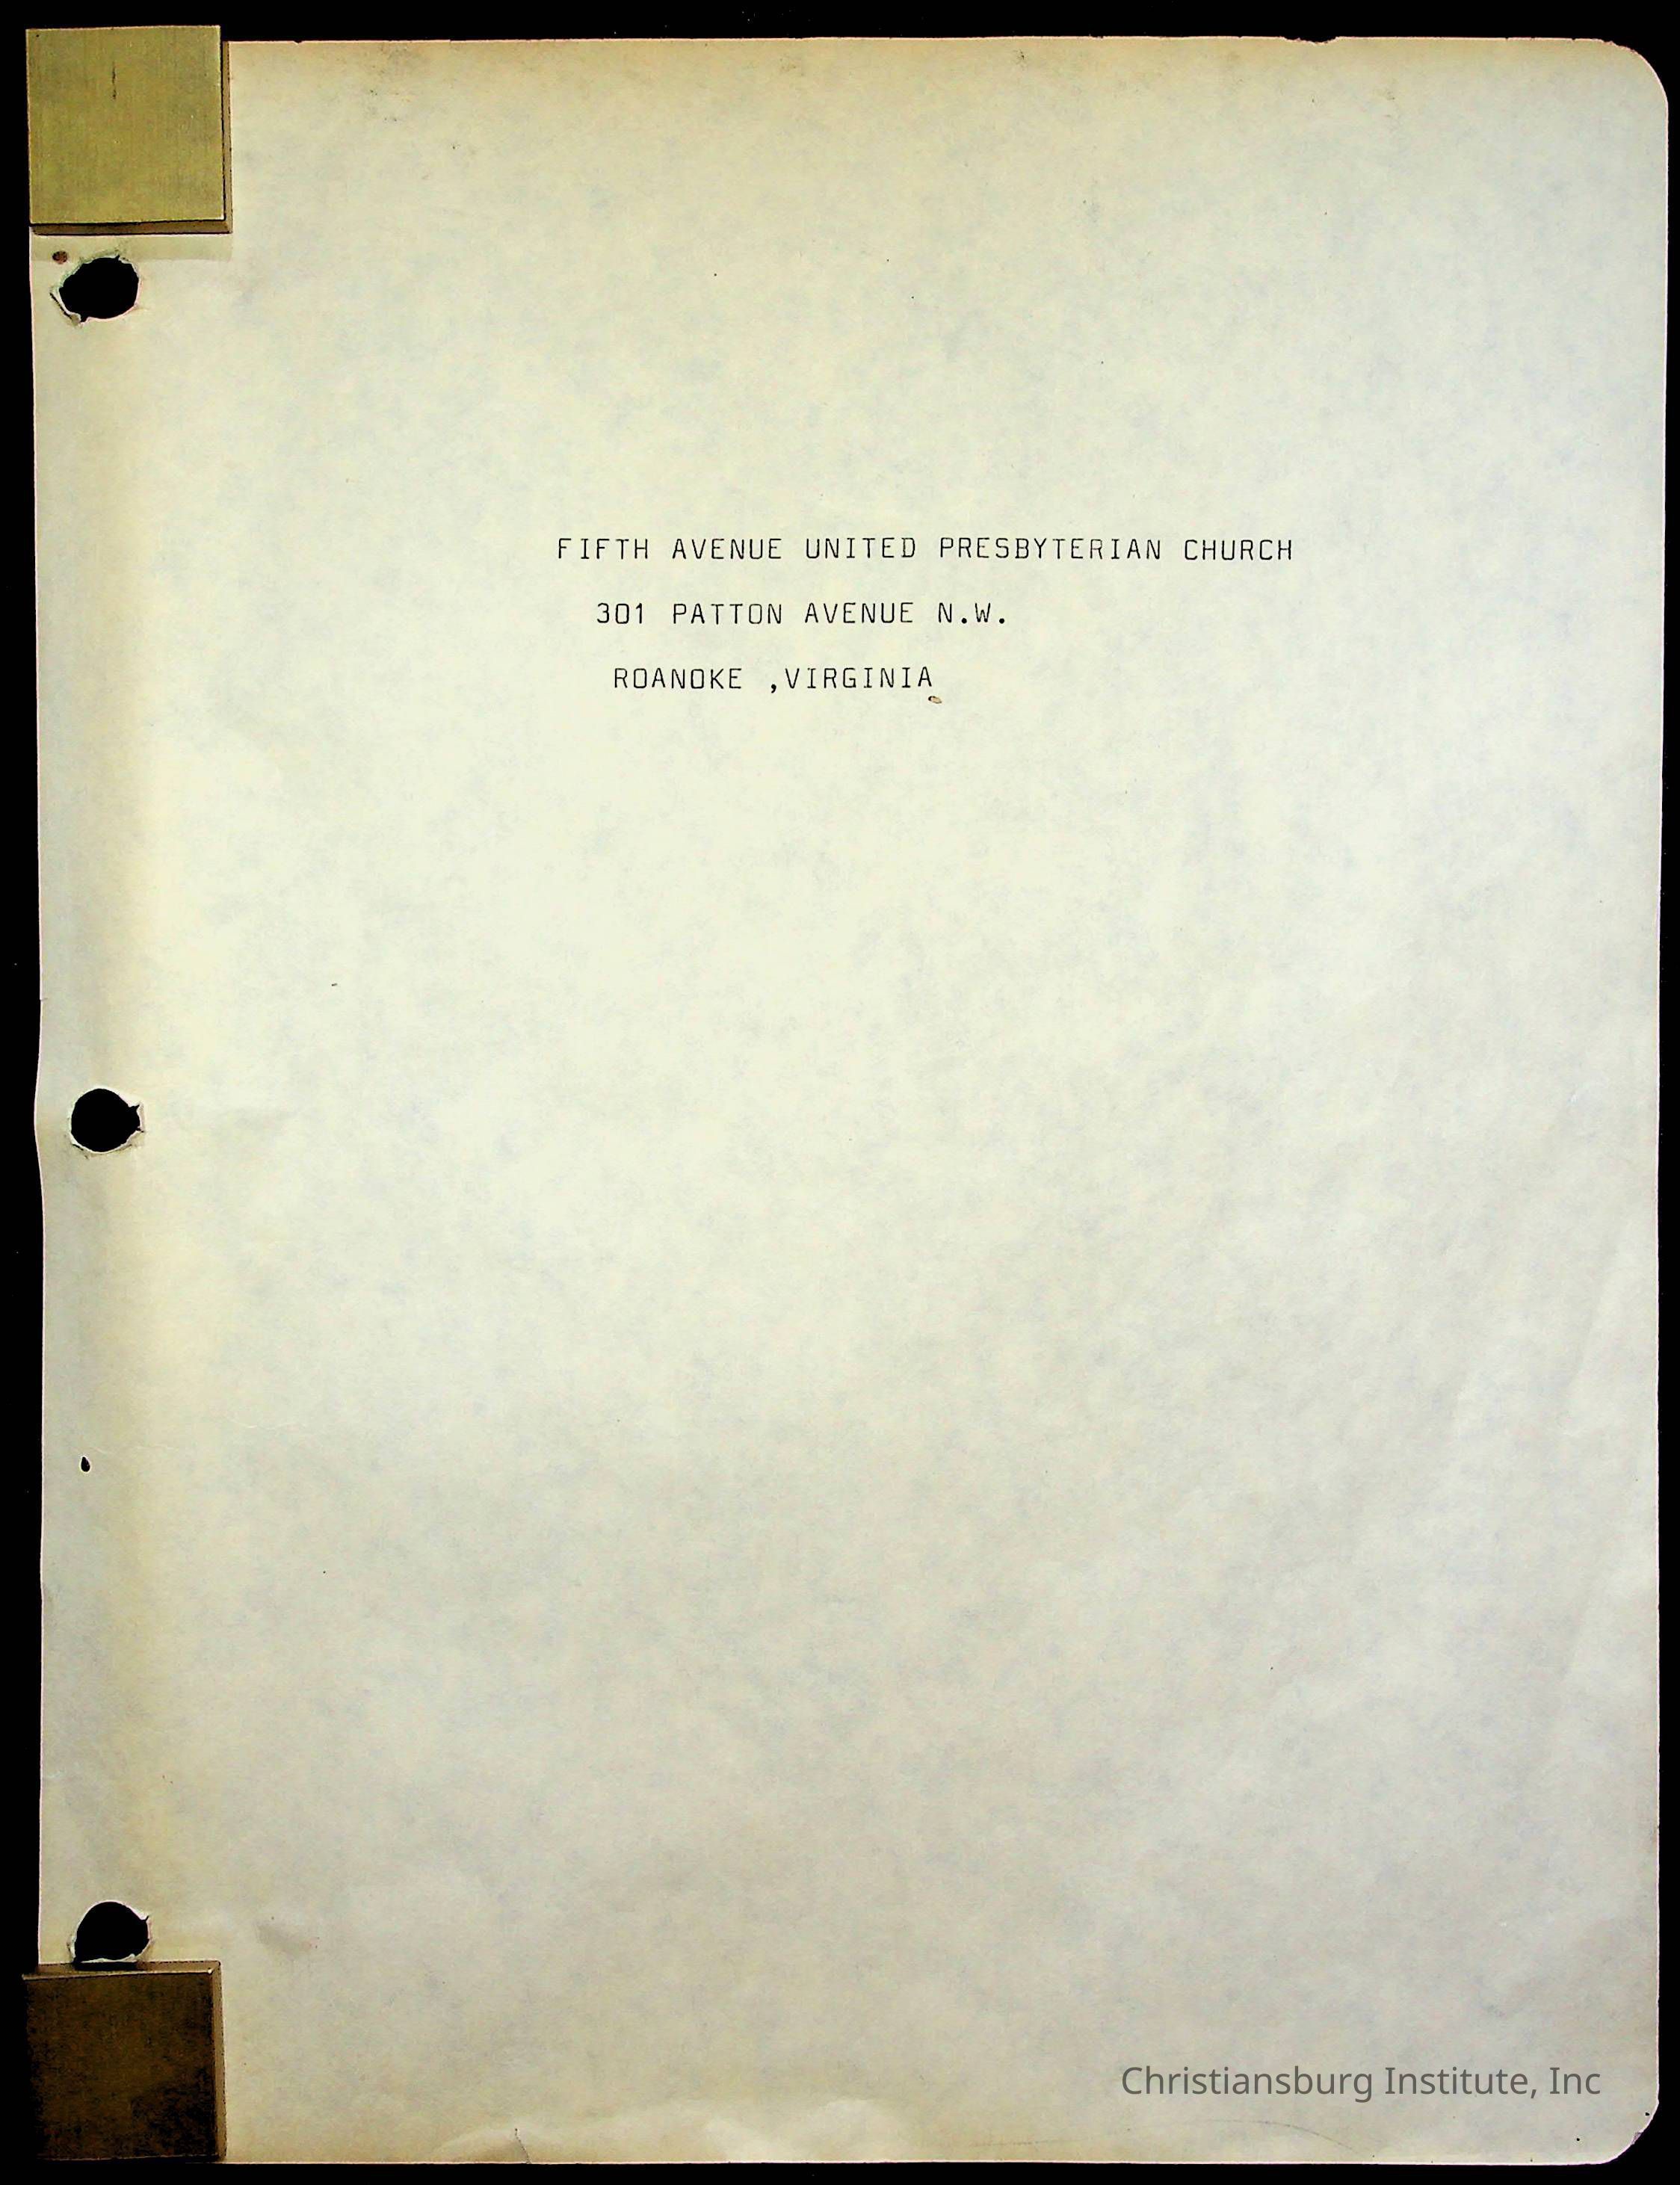 FIFTH AVENUE UNITED PRESBYTERIAN CHURCH
301 PATTON AVENUE N.W.
ROANOKE ,VIRGINIA
Christiansburg Institute, Inc